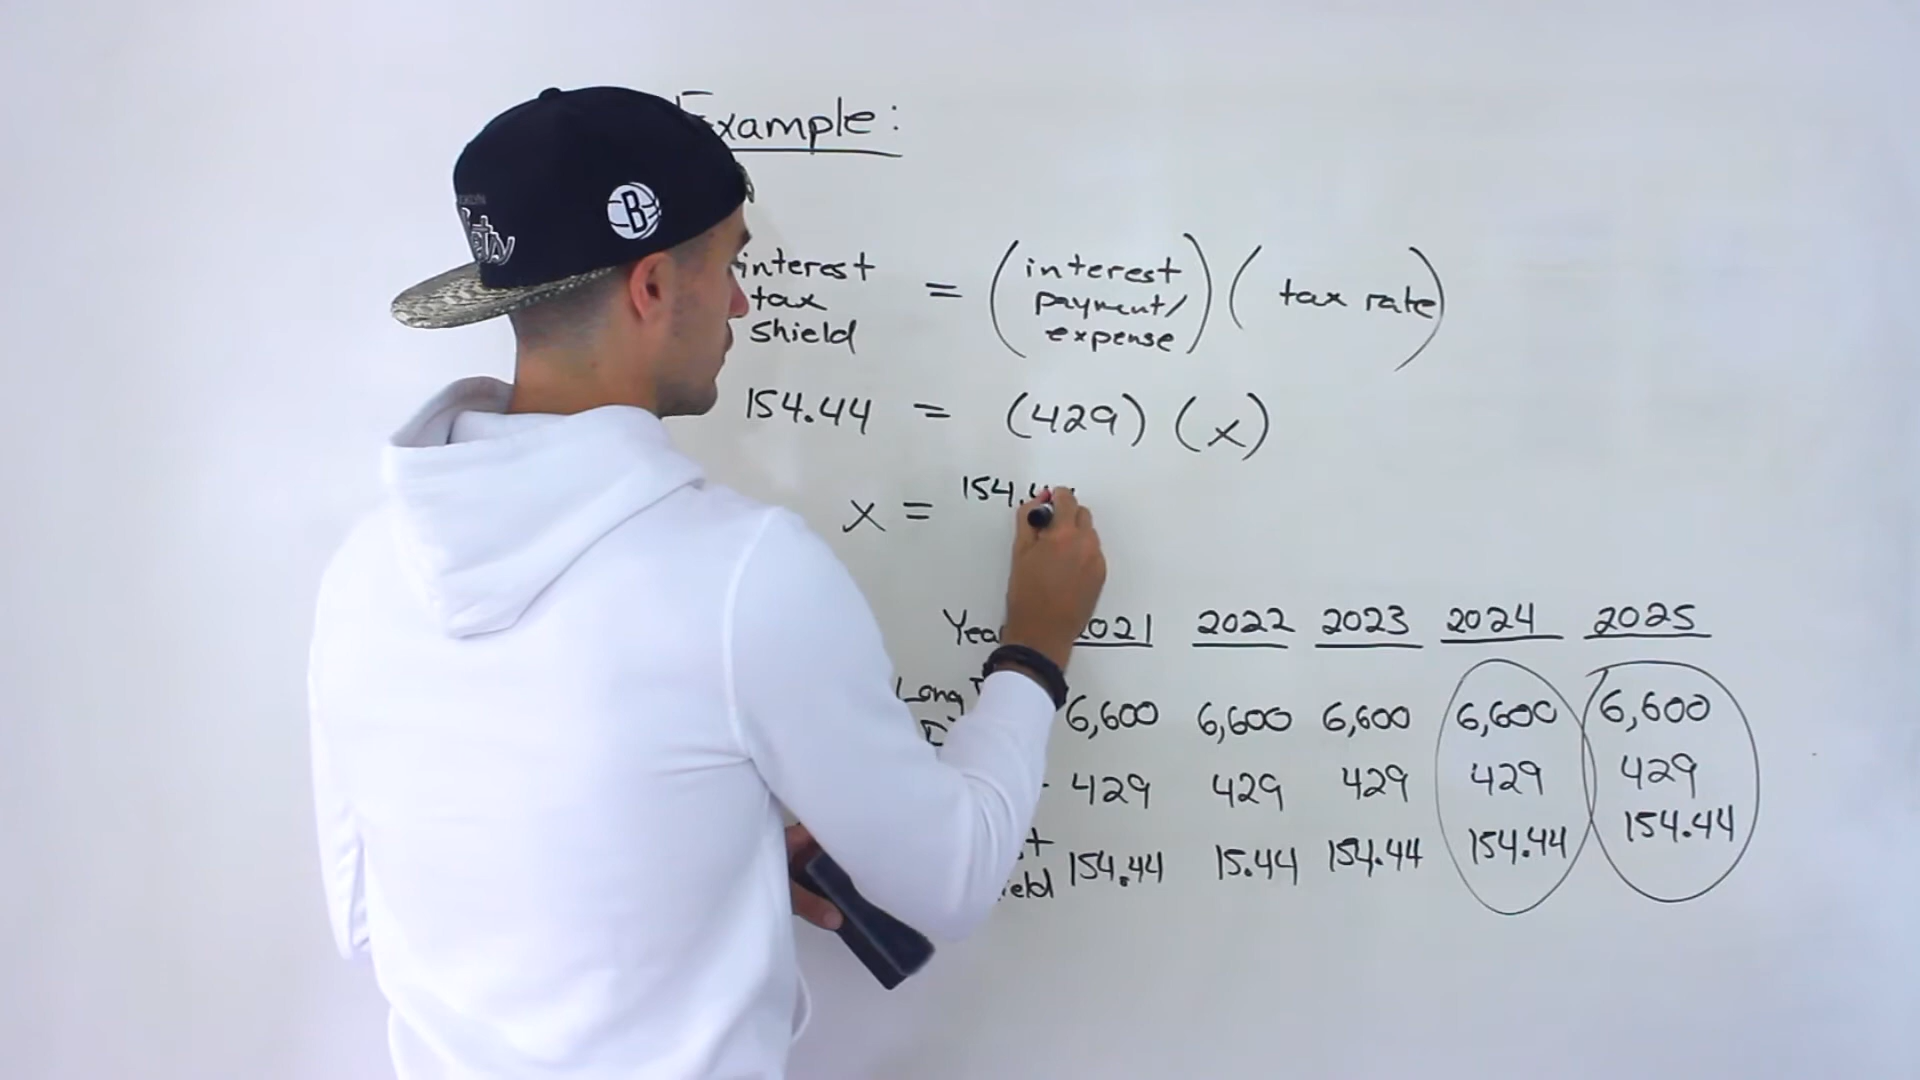 Example:
interest tax shield = (interest payment/expense)(tax rate)
154.44 = (429)(x)
x = 154.4
Year 2021 2022 2023 2024 2025
Long 6,600 6,600 6,600 6,600 6,600
429 429 429 429 429
154.44 15.44 154.44 154.44 154.44
B